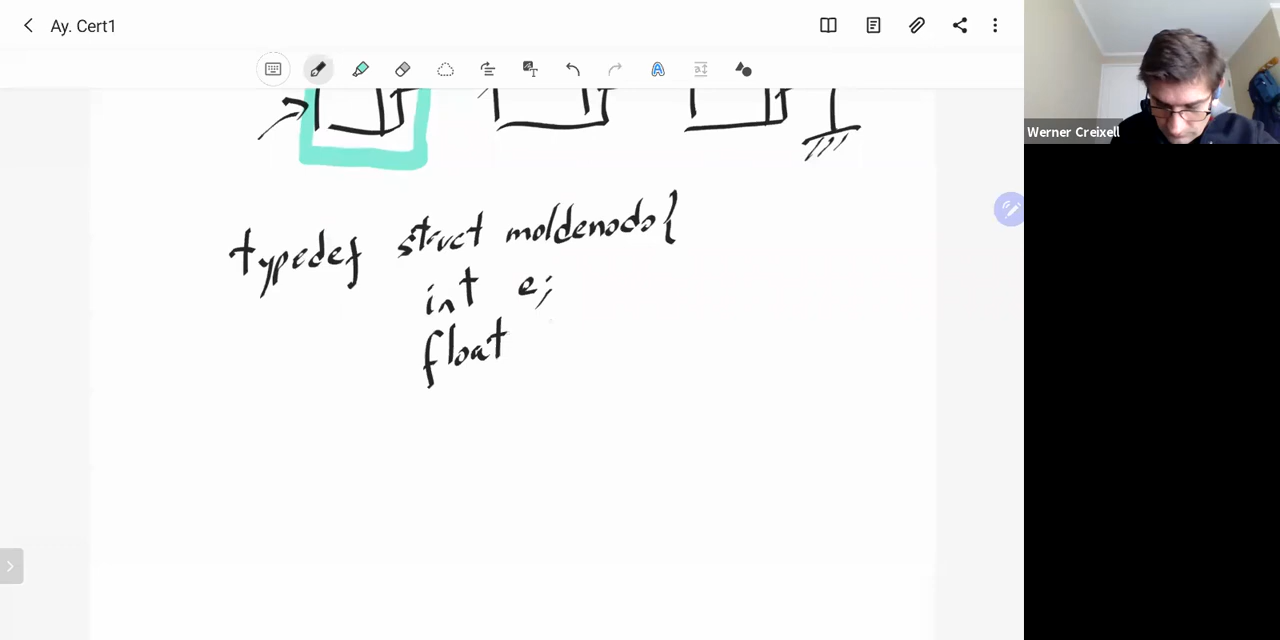 Ay. Cert1
Werner Creixell
typedef struct moldenodo{
int e;
float